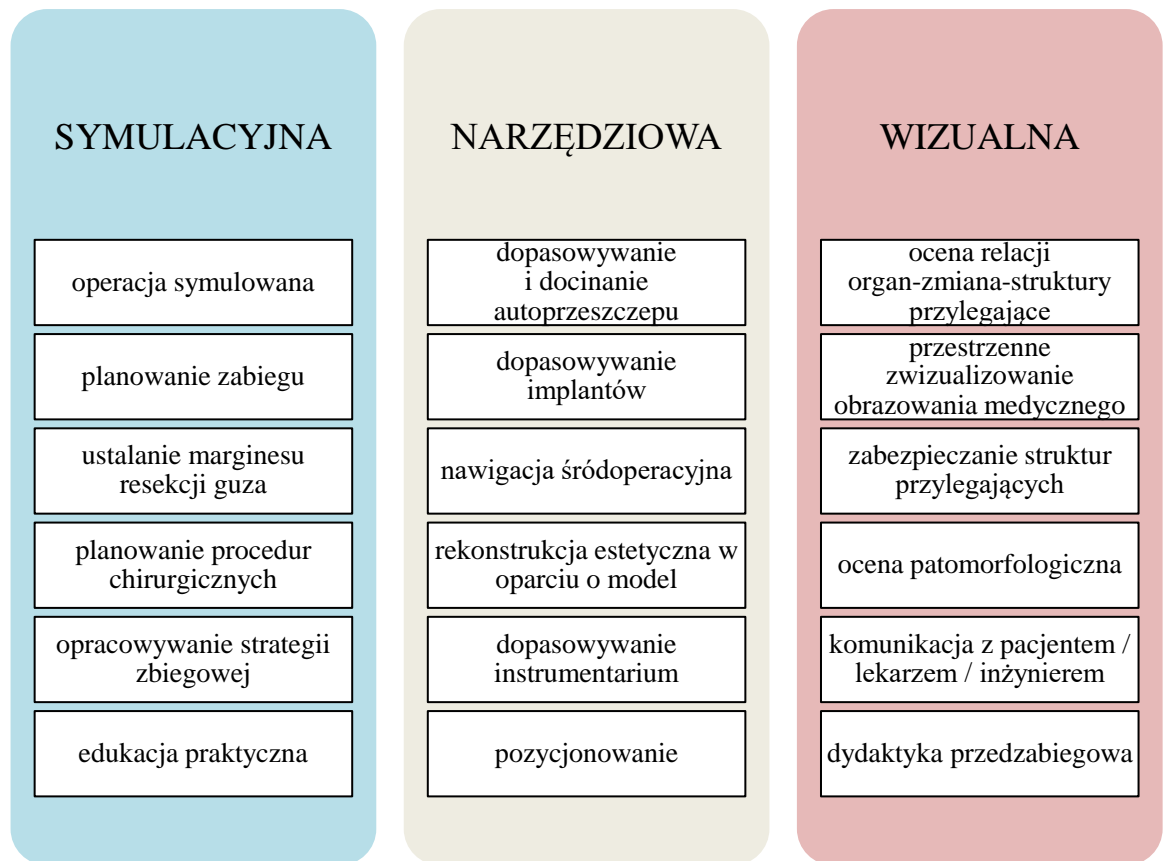 SYMULACYJNA
operacja symulowana
planowanie zabiegu
ustalanie marginesu
resekcji guza
planowanie procedur
chirurgicznych
opracowywanie strategii
zbiegowej
edukacja praktyczna
NARZĘDZIOWA
dopasowywanie
i docinanie
autoprzeszczepu
dopasowywanie
implantów
nawigacja śródoperacyjna
rekonstrukcja estetyczna w
oparciu o model
dopasowywanie
instrumentarium
pozycjonowanie
WIZUALNA
ocena relacji
organ-zmiana-struktury
przylegające
przestrzenne
zwizualizowanie
obrazowania medycznego
zabezpieczanie struktur
przylegających
ocena patomorfologiczna
komunikacja z pacjentem /
lekarzem / inżynierem
dydaktyka przedzabiegowa